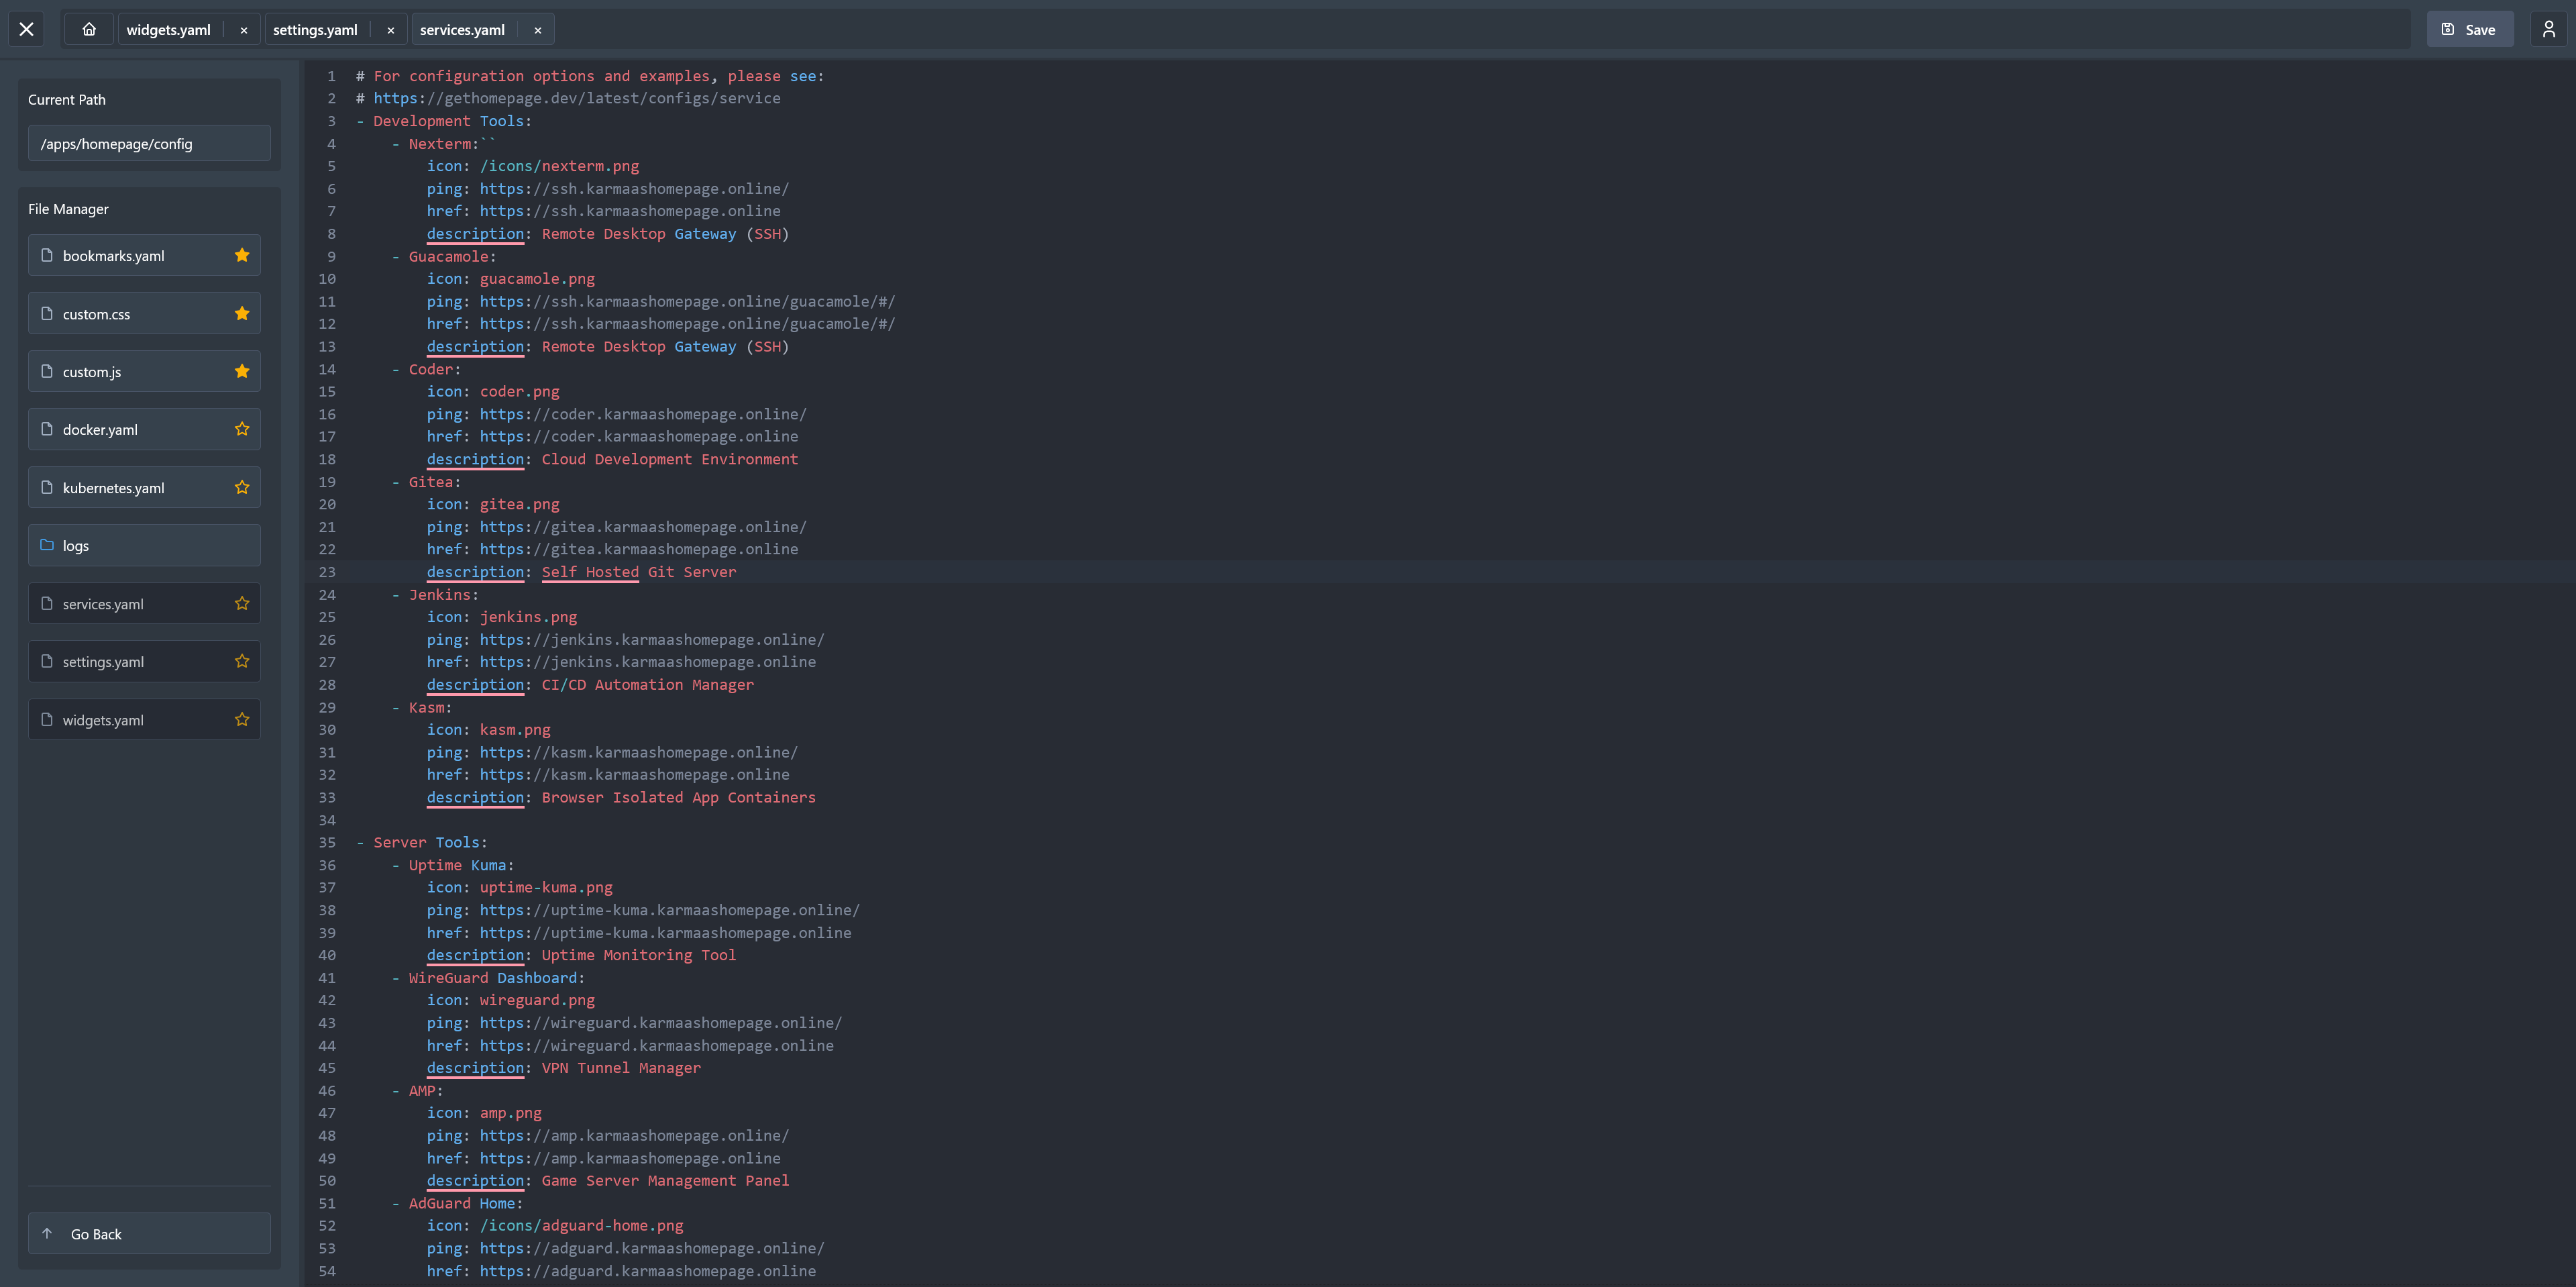 widgets.yaml × settings.yaml × services.yaml × Save
Current Path
/apps/homepage/config
File Manager
bookmarks.yaml
custom.css
custom.js
docker.yaml
kubernetes.yaml
logs
services.yaml
settings.yaml
widgets.yaml
Go Back
1 # For configuration options and examples, please see:
2 # https://gethomepage.dev/latest/configs/service
3 - Development Tools:
4 - Nexterm:``
5 icon: /icons/nexterm.png
6 ping: https://ssh.karmaashomepage.online/
7 href: https://ssh.karmaashomepage.online
8 description: Remote Desktop Gateway (SSH)
9 - Guacamole:
10 icon: guacamole.png
11 ping: https://ssh.karmaashomepage.online/guacamole/#/
12 href: https://ssh.karmaashomepage.online/guacamole/#/
13 description: Remote Desktop Gateway (SSH)
14 - Coder:
15 icon: coder.png
16 ping: https://coder.karmaashomepage.online/
17 href: https://coder.karmaashomepage.online
18 description: Cloud Development Environment
19 - Gitea:
20 icon: gitea.png
21 ping: https://gitea.karmaashomepage.online/
22 href: https://gitea.karmaashomepage.online
23 description: Self Hosted Git Server
24 - Jenkins:
25 icon: jenkins.png
26 ping: https://jenkins.karmaashomepage.online/
27 href: https://jenkins.karmaashomepage.online
28 description: CI/CD Automation Manager
29 - Kasm:
30 icon: kasm.png
31 ping: https://kasm.karmaashomepage.online/
32 href: https://kasm.karmaashomepage.online
33 description: Browser Isolated App Containers
34
35 - Server Tools:
36 - Uptime Kuma:
37 icon: uptime-kuma.png
38 ping: https://uptime-kuma.karmaashomepage.online/
39 href: https://uptime-kuma.karmaashomepage.online
40 description: Uptime Monitoring Tool
41 - WireGuard Dashboard:
42 icon: wireguard.png
43 ping: https://wireguard.karmaashomepage.online/
44 href: https://wireguard.karmaashomepage.online
45 description: VPN Tunnel Manager
46 - AMP:
47 icon: amp.png
48 ping: https://amp.karmaashomepage.online/
49 href: https://amp.karmaashomepage.online
50 description: Game Server Management Panel
51 - AdGuard Home:
52 icon: /icons/adguard-home.png
53 ping: https://adguard.karmaashomepage.online/
54 href: https://adguard.karmaashomepage.online